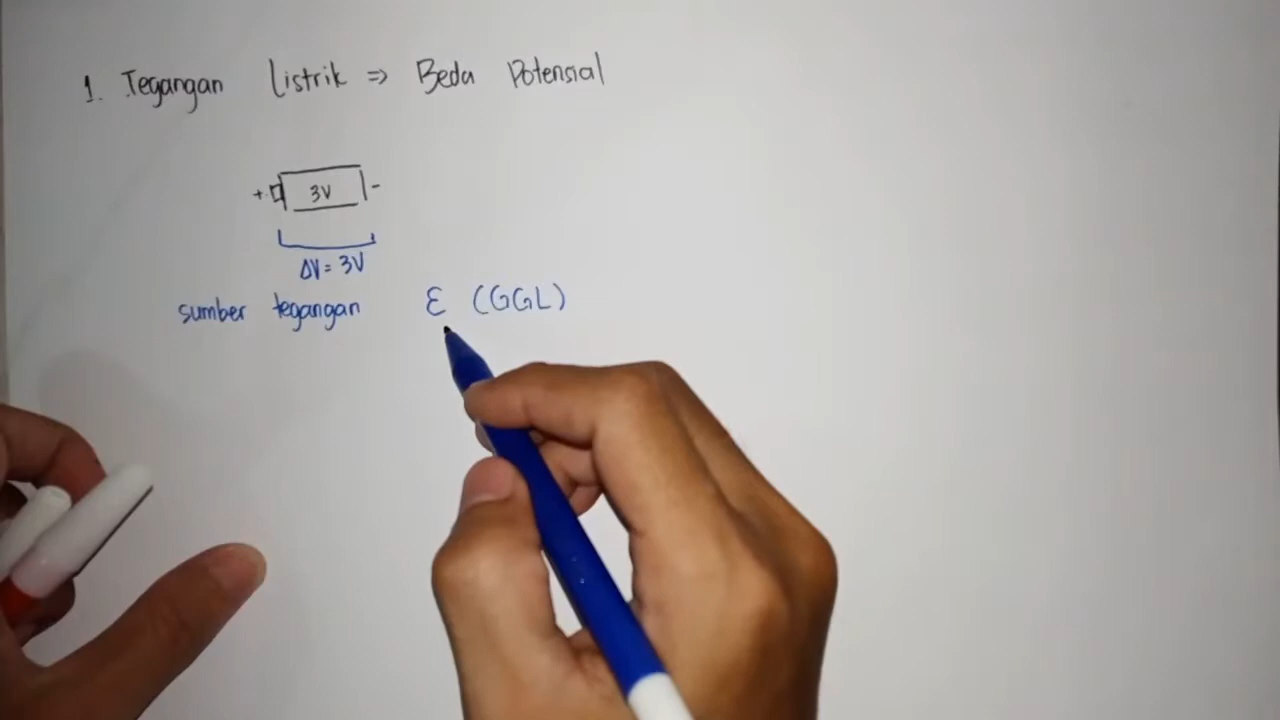 1. Tegangan Listrik => Beda Potensial
+ 3V -
ΔV = 3V
sumber tegangan ε (GGL)